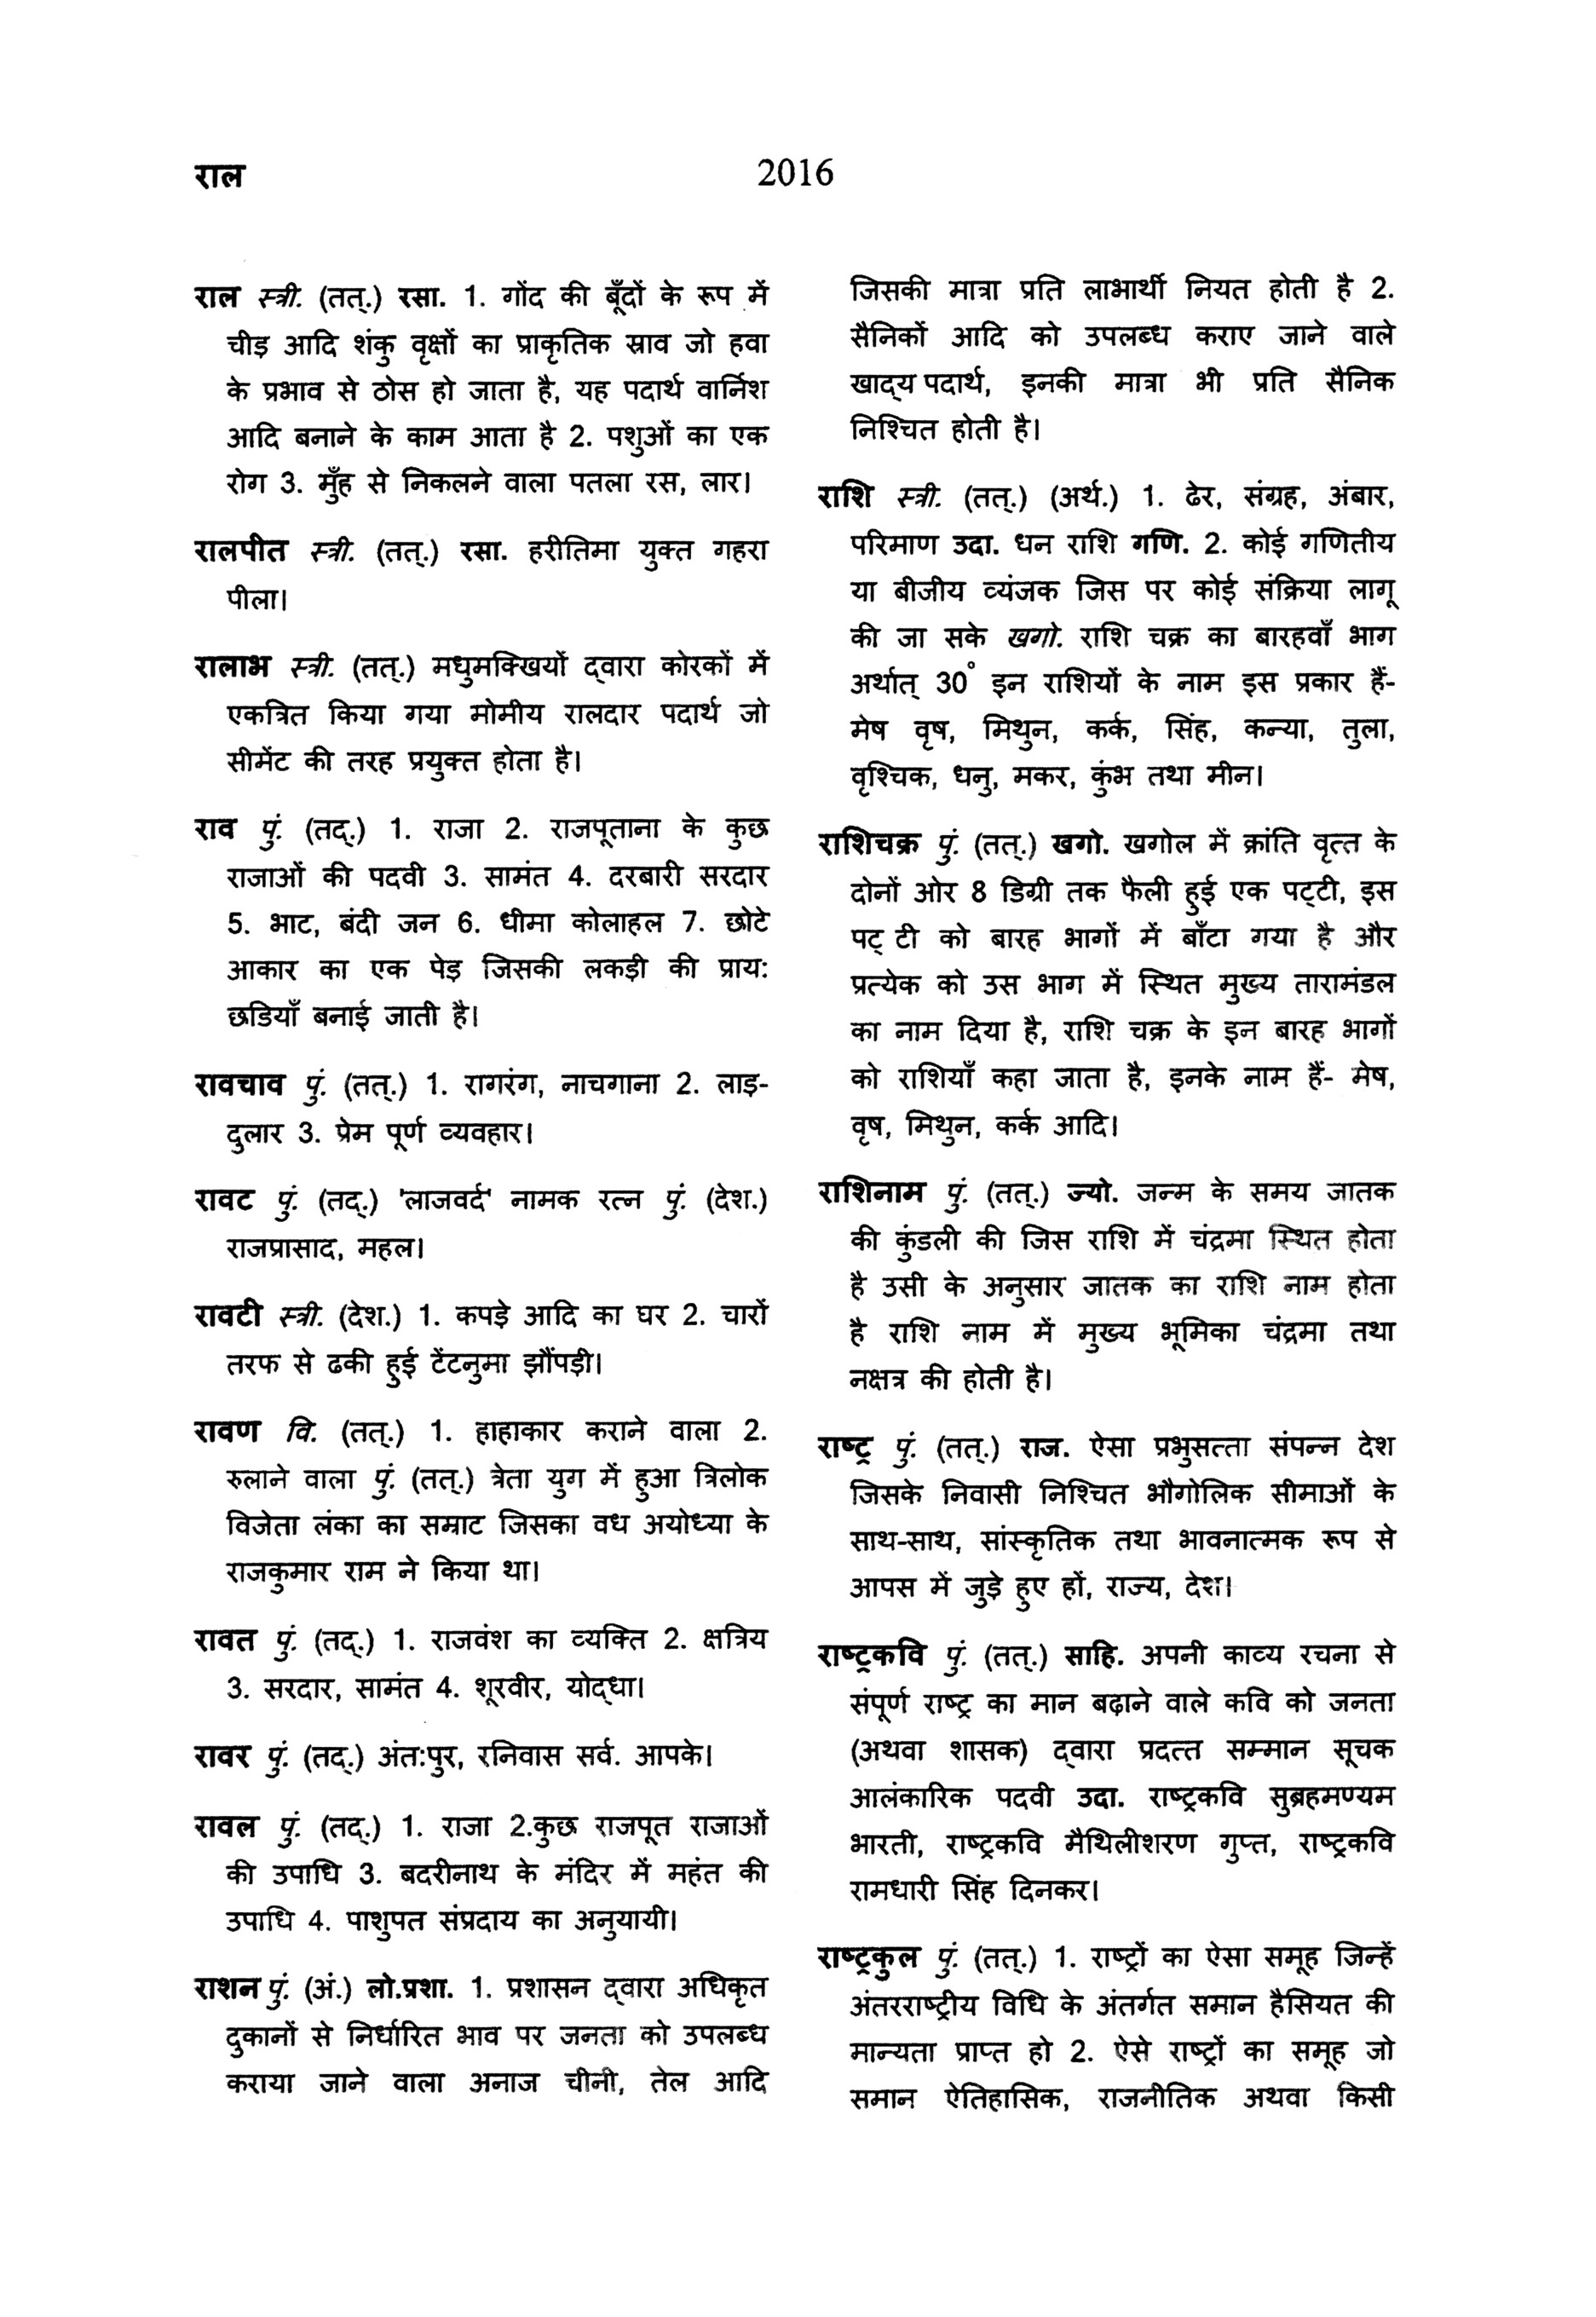 राल
2016
राल स्त्री. (तत्.) रसा. 1. गोंद की बूँदों के रूप में
चीड़ आदि शंकु वृक्षों का प्राकृतिक स्राव जो हवा
के प्रभाव से ठोस हो जाता है, यह पदार्थ वार्निश
आदि बनाने के काम आता है 2. पशुओं का एक
रोग 3. मुँह से निकलने वाला पतला रस, लार।
रालपीत स्त्री. (तत्.) रसा. हरीतिमा युक्त गहरा
पीला।
रालाभ स्त्री. (तत्.) मधुमक्खियों द्वारा कोरकों में
एकत्रित किया गया मोमीय रालदार पदार्थ जो
सीमेंट की तरह प्रयुक्त होता है।
राव पुं. (तद्.) 1. राजा 2. राजपूताना के कुछ
राजाओं की पदवी 3. सामंत 4. दरबारी सरदार
5. भाट, बंदी जन 6. धीमा कोलाहल 7. छोटे
आकार का एक पेड़ जिसकी लकड़ी की प्राय:
छडियाँ बनाई जाती है।
रावचाव पुं. (तत्.) 1. रागरंग, नाचगाना 2. लाड़-
दुलार 3. प्रेम पूर्ण व्यवहार।
रावट पुं. (तद्.) 'लाजवर्द' नामक रत्न पुं. (देश.)
राजप्रासाद, महल।
रावटी स्त्री. (देश.) 1. कपड़े आदि का घर 2. चारों
तरफ से ढकी हुई टेंटनुमा झौंपड़ी।
रावण वि. (तत्.) 1. हाहाकार कराने वाला 2.
रुलाने वाला पुं. (तत्.) त्रेता युग में हुआ त्रिलोक
विजेता लंका का सम्राट जिसका वध अयोध्या के
राजकुमार राम ने किया था।
रावत पुं. (तद्.) 1. राजवंश का व्यक्ति 2. क्षत्रिय
3. सरदार, सामंत 4. शूरवीर, योद्धा।
रावर पुं. (तद्.) अंत:पुर, रनिवास सर्व. आपके।
रावल पुं. (तद्.) 1. राजा 2.कुछ राजपूत राजाओं
की उपाधि 3. बदरीनाथ के मंदिर में महंत की
उपाधि 4. पाशुपत संप्रदाय का अनुयायी।
राशन पुं. (अं.) लो.प्रशा. 1. प्रशासन द्वारा अधिकृत
दुकानों से निर्धारित भाव पर जनता को उपलब्ध
कराया जाने वाला अनाज चीनी, तेल आदि
जिसकी मात्रा प्रति लाभार्थी नियत होती है 2.
सैनिकों आदि को उपलब्ध कराए जाने वाले
खाद्य पदार्थ, इनकी मात्रा भी प्रति सैनिक
निश्चित होती है।
राशि स्त्री. (तत्.) (अर्थ.) 1. ढेर, संग्रह, अंबार,
परिमाण उदा. धन राशि गणि. 2. कोई गणितीय
या बीजीय व्यंजक जिस पर कोई संक्रिया लागू
की जा सके खगो. राशि चक्र का बारहवाँ भाग
अर्थात् 30° इन राशियों के नाम इस प्रकार हैं-
मेष वृष, मिथुन, कर्क, सिंह, कन्या, तुला,
वृश्चिक, धनु, मकर, कुंभ तथा मीन।
राशिचक्र पुं. (तत्.) खगो. खगोल में क्रांति वृत्त के
दोनों ओर 8 डिग्री तक फैली हुई एक पट्टी, इस
पट् टी को बारह भागों में बाँटा गया है और
प्रत्येक को उस भाग में स्थित मुख्य तारामंडल
का नाम दिया है, राशि चक्र के इन बारह भागों
को राशियाँ कहा जाता है, इनके नाम हैं- मेष,
वृष, मिथुन, कर्क आदि।
राशिनाम पुं. (तत्.) ज्यो. जन्म के समय जातक
की कुंडली की जिस राशि में चंद्रमा स्थित होता
है उसी के अनुसार जातक का राशि नाम होता
है राशि नाम में मुख्य भूमिका चंद्रमा तथा
नक्षत्र की होती है।
राष्ट्र पुं. (तत्.) राज. ऐसा प्रभुसत्ता संपन्न देश
जिसके निवासी निश्चित भौगोलिक सीमाओं के
साथ-साथ, सांस्कृतिक तथा भावनात्मक रूप से
आपस में जुड़े हुए हों, राज्य, देश।
राष्ट्रकवि पुं. (तत्.) साहि. अपनी काव्य रचना से
संपूर्ण राष्ट्र का मान बढ़ाने वाले कवि को जनता
(अथवा शासक) द्वारा प्रदत्त सम्मान सूचक
आलंकारिक पदवी उदा. राष्ट्रकवि सुब्रहमण्यम
भारती, राष्ट्रकवि मैथिलीशरण गुप्त, राष्ट्रकवि
रामधारी सिंह दिनकर।
राष्ट्रकुल पुं. (तत्.) 1. राष्ट्रों का ऐसा समूह जिन्हें
अंतरराष्ट्रीय विधि के अंतर्गत समान हैसियत की
मान्यता प्राप्त हो 2. ऐसे राष्ट्रों का समूह जो
समान ऐतिहासिक, राजनीतिक अथवा किसी